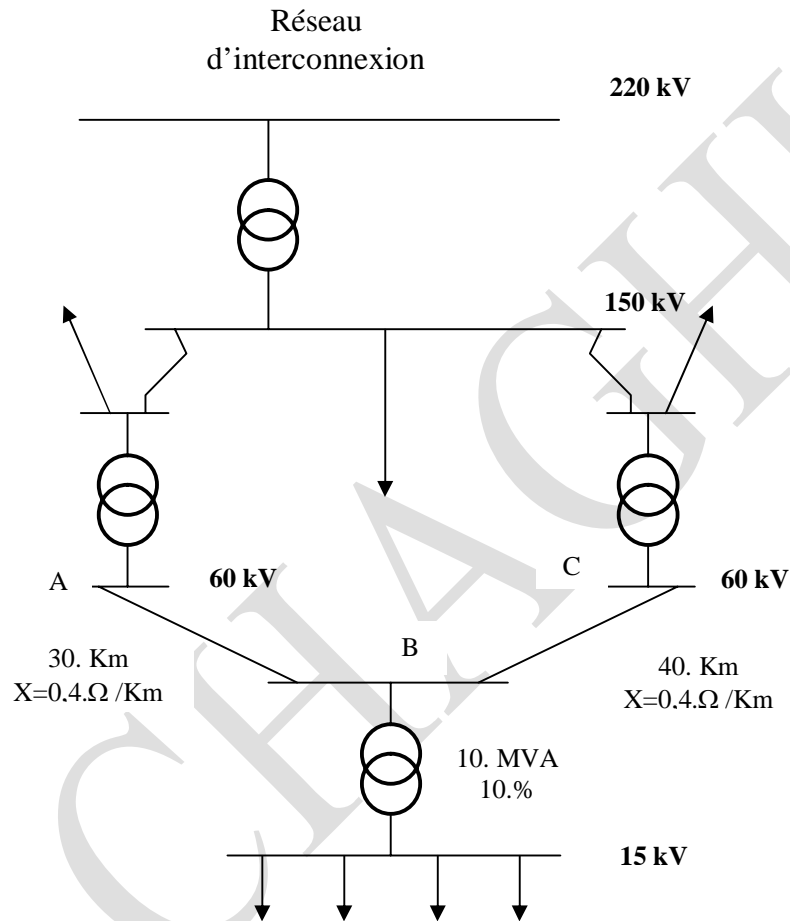 Réseau
d'interconnexion
220 kV
150 kV
A
60 kV
C
60 kV
B
30. Km
X=0,4.Ω /Km
40. Km
X=0,4.Ω /Km
10. MVA
10.%
15 kV
CHAGHI